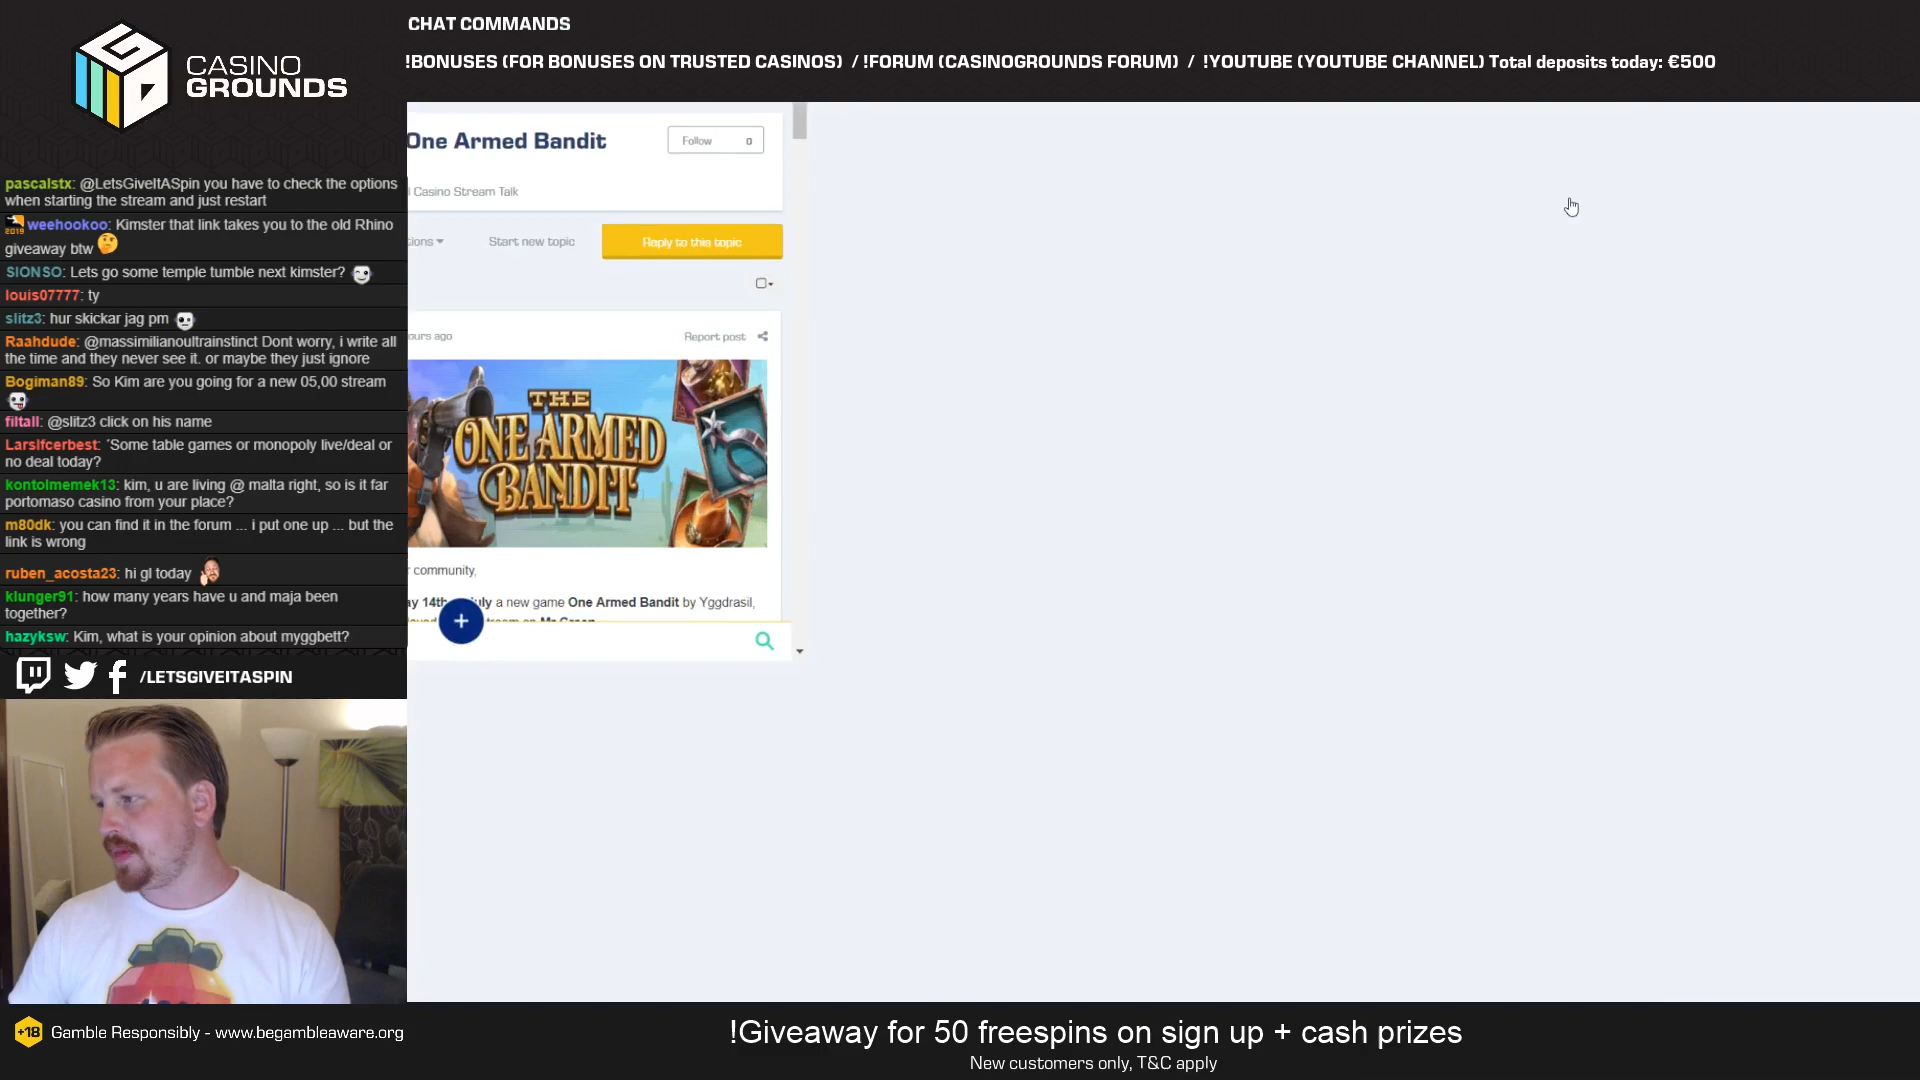 CHAT COMMANDS
!BONUSES (FOR BONUSES ON TRUSTED CASINOS) / !FORUM (CASINOGROUNDS FORUM) / !YOUTUBE (YOUTUBE CHANNEL) Total deposits today: €500
CASINO
GROUNDS
pascalstx: @LetsGiveItASpin you have to check the options
when starting the stream and just restart
2019 weehookoo: Kimster that link takes you to the old Rhino
giveaway btw
SIONSO: Lets go some temple tumble next kimster?
louis07777: ty
slitz3: hur skickar jag pm
Raahdude: @massimilianoultrainstinct Dont worry, i write all
the time and they never see it. or maybe they just ignore
Bogiman89: So Kim are you going for a new 05,00 stream
filtall: @slitz3 click on his name
Larslfcerbest: ´Some table games or monopoly live/deal or
no deal today?
kontolmemek13: kim, u are living @ malta right, so is it far
portomaso casino from your place?
m80dk: you can find it in the forum ... i put one up ... but the
link is wrong
ruben_acosta23: hi gl today
klunger91: how many years have u and maja been
together?
hazyksw: Kim, what is your opinion about myggbett?
/LETSGIVEITASPIN
One Armed Bandit
Follow 0
Casino Stream Talk
tions
Start new topic
Reply to this topic
ours ago
Report post
THE
ONE ARMED
BANDIT
community,
ay 14th July a new game One Armed Bandit by Yggdrasil,
+18 Gamble Responsibly - www.begambleaware.org
!Giveaway for 50 freespins on sign up + cash prizes
New customers only, T&C apply